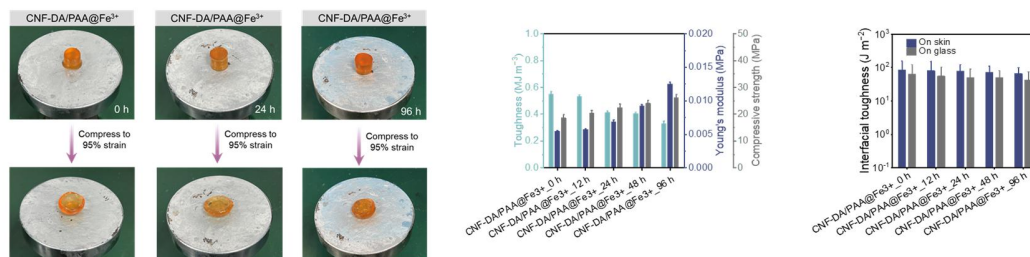 CNF-DA/PAA@Fe³⁺
CNF-DA/PAA@Fe³⁺
CNF-DA/PAA@Fe³⁺
0 h
24 h
96 h
Compress to
95% strain
Compress to
95% strain
Compress to
95% strain
Toughness (MJ m⁻³)
1.0
0.8
0.6
0.4
0.2
0.0
0.020
0.015
0.010
0.005
0.000
Young's modulus (MPa)
50
40
30
20
10
0
Compressive strength (MPa)
CNF-DA/PAA@Fe3+_0 h
CNF-DA/PAA@Fe3+_12 h
CNF-DA/PAA@Fe3+_24 h
CNF-DA/PAA@Fe3+_48 h
CNF-DA/PAA@Fe3+_96 h
Interfacial toughness (J m⁻²)
10³
10²
10¹
10⁰
10⁻¹
On skin
On glass
CNF-DA/PAA@Fe3+_0 h
CNF-DA/PAA@Fe3+_12 h
CNF-DA/PAA@Fe3+_24 h
CNF-DA/PAA@Fe3+_48 h
CNF-DA/PAA@Fe3+_96 h